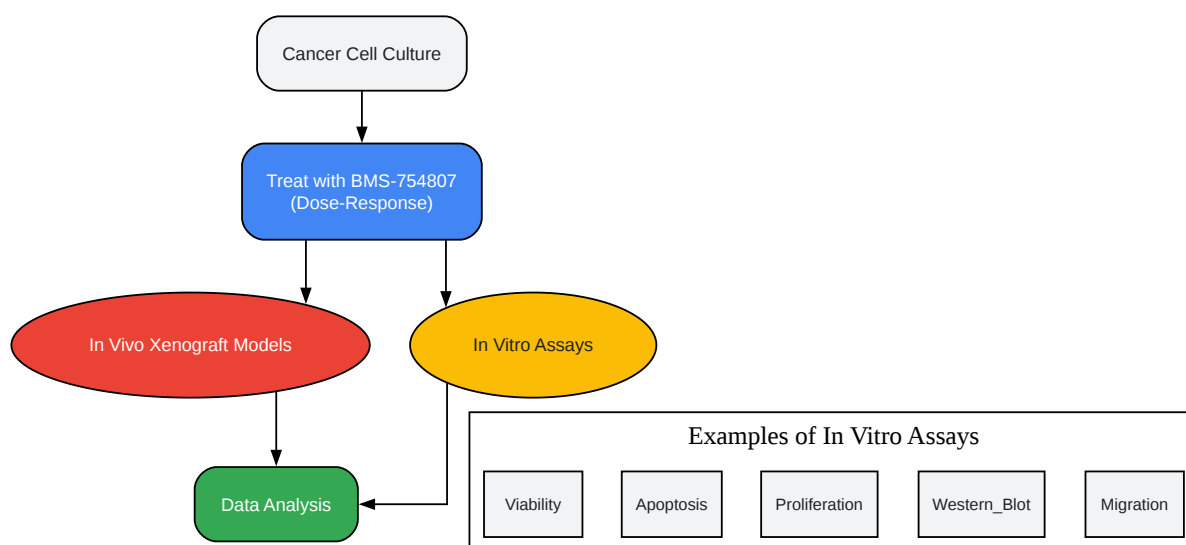 Cancer Cell Culture
Treat with BMS-754807
(Dose-Response)
In Vivo Xenograft Models
In Vitro Assays
Examples of In Vitro Assays
Viability
Apoptosis
Proliferation
Western_Blot
Migration
Data Analysis